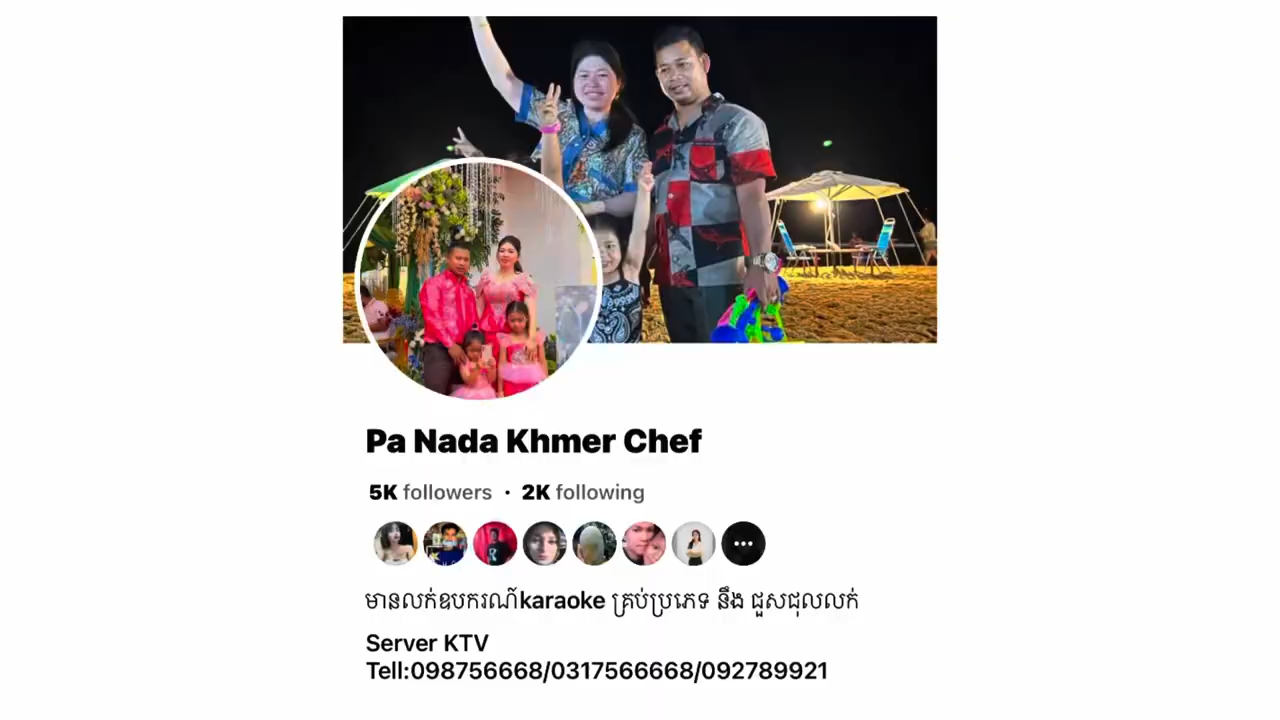 Pa Nada Khmer Chef
5K followers · 2K following
មានលក់ឧបករណ៍karaoke គ្រប់ប្រភេទ នឹង ជួសជុលលក់
Server KTV
Tell:098756668/0317566668/092789921